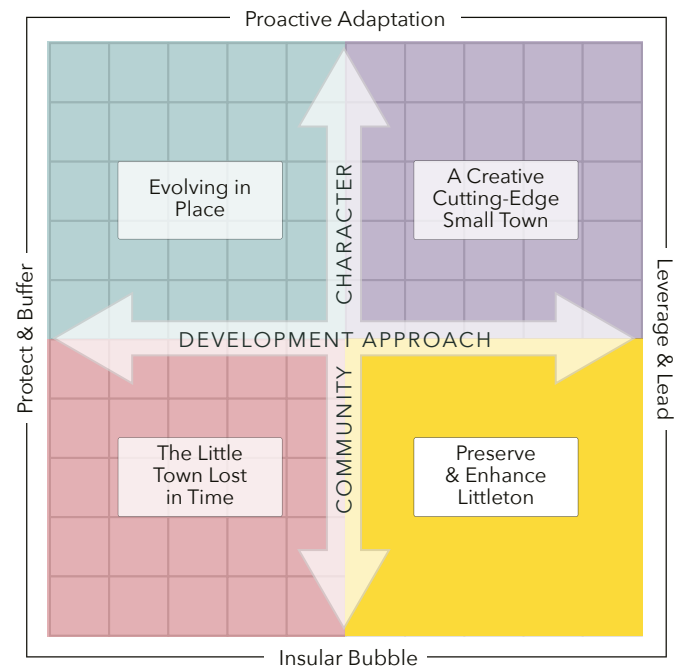 Proactive Adaptation
Evolving in
Place
A Creative
Cutting-Edge
Small Town
CHARACTER
Protect & Buffer
DEVELOPMENT APPROACH
Leverage & Lead
COMMUNITY
The Little
Town Lost
in Time
Preserve
& Enhance
Littleton
Insular Bubble